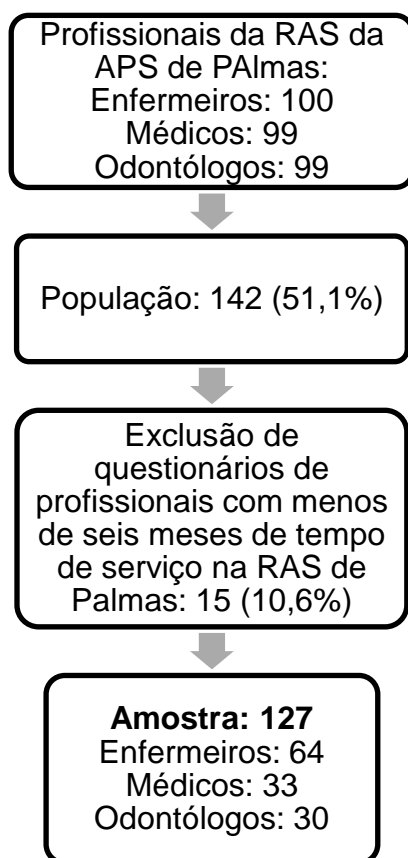 Profissionais da RAS da
APS de PAlmas:
Enfermeiros: 100
Médicos: 99
Odontólogos: 99
População: 142 (51,1%)
Exclusão de
questionários de
profissionais com menos
de seis meses de tempo
de serviço na RAS de
Palmas: 15 (10,6%)
Amostra: 127
Enfermeiros: 64
Médicos: 33
Odontólogos: 30